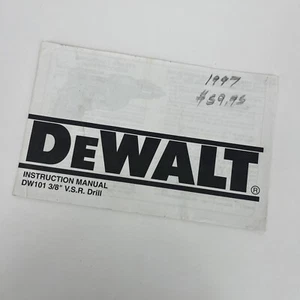 1997
$59.95
DEWALT®
INSTRUCTION MANUAL
DW101 3/8" V.S.R. Drill